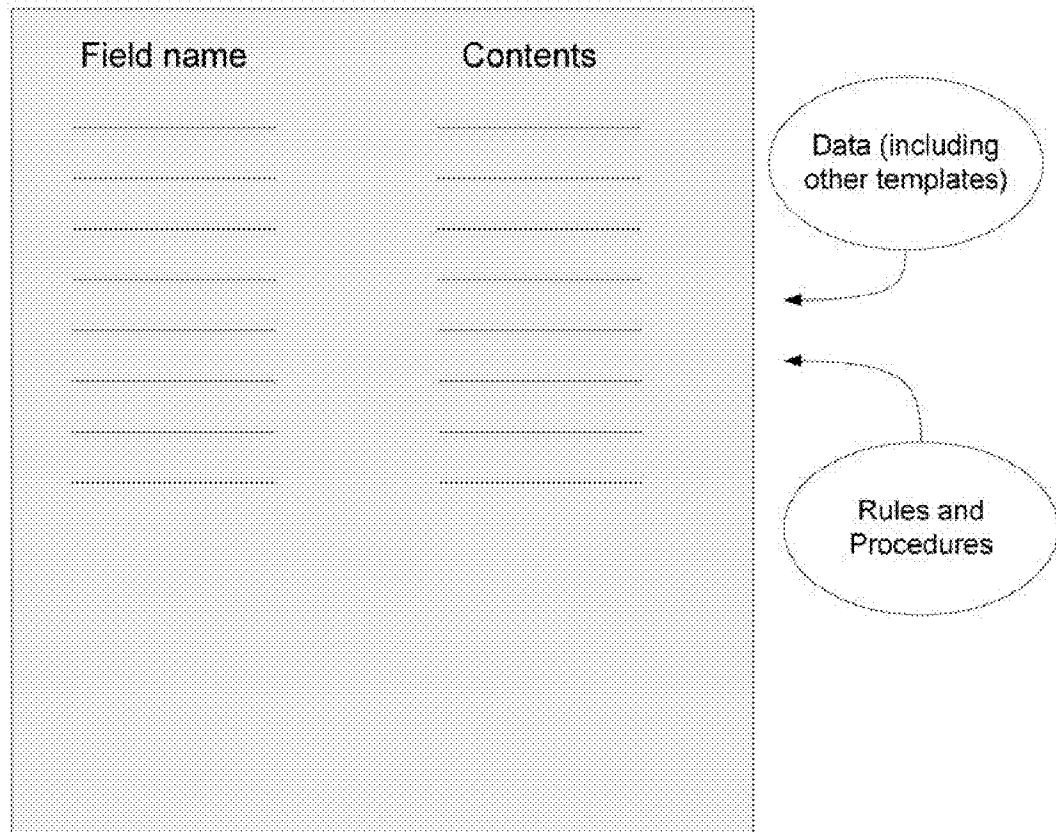 Field name
Contents
Data (including
other templates)
Rules and
Procedures